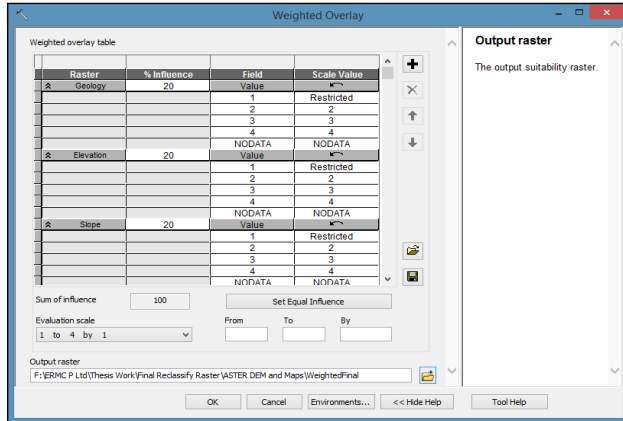 Weighted Overlay
Weighted overlay table
Raster % Influence Field Scale Value
Geology 20 Value
1 Restricted
2 2
3 3
4 4
NODATA NODATA
Elevation 20 Value
1 Restricted
2 2
3 3
4 4
NODATA NODATA
Slope 20 Value
1 Restricted
2 2
3 3
4 4
NODATA NODATA
Sum of influence 100 Set Equal Influence
Evaluation scale From To By
1 to 4 by 1
Output raster
F:\ERMC P Ltd\Thesis Work\Final Reclassify Raster\ASTER DEM and Maps\WeightedFinal
OK Cancel Environments... << Hide Help Tool Help
Output raster
The output suitability raster.